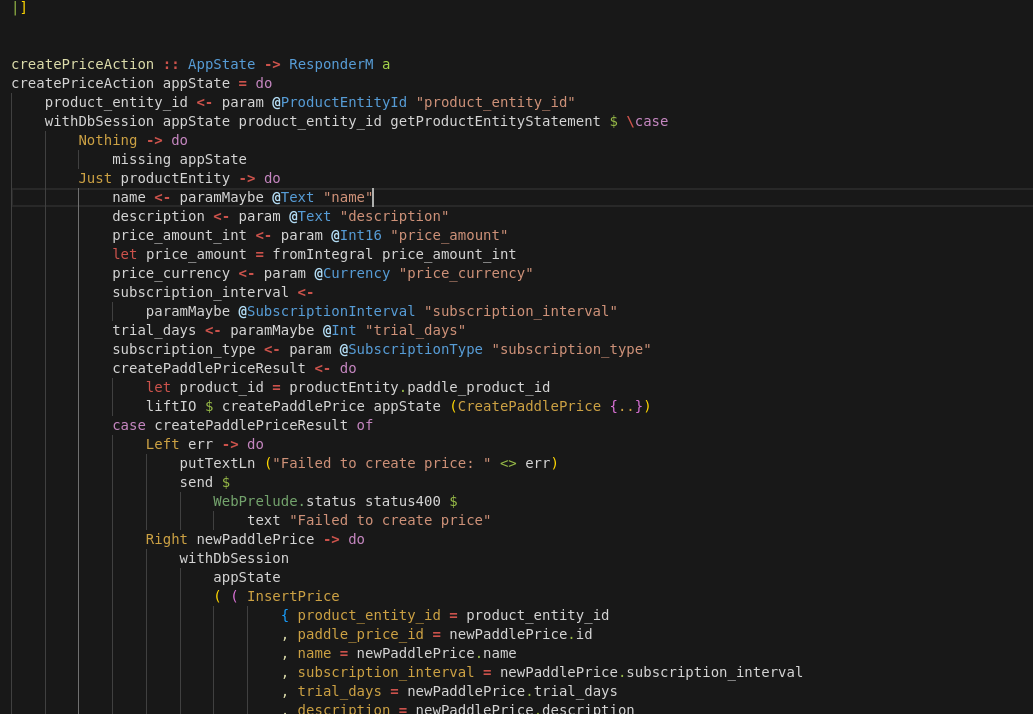 |]
createPriceAction :: AppState -> ResponderM a
createPriceAction appState = do
    product_entity_id <- param @ProductEntityId "product_entity_id"
    withDbSession appState product_entity_id getProductEntityStatement $ \case
        Nothing -> do
            missing appState
        Just productEntity -> do
            name <- paramMaybe @Text "name"
            description <- param @Text "description"
            price_amount_int <- param @Int16 "price_amount"
            let price_amount = fromIntegral price_amount_int
            price_currency <- param @Currency "price_currency"
            subscription_interval <-
                paramMaybe @SubscriptionInterval "subscription_interval"
            trial_days <- paramMaybe @Int "trial_days"
            subscription_type <- param @SubscriptionType "subscription_type"
            createPaddlePriceResult <- do
                let product_id = productEntity.paddle_product_id
                liftIO $ createPaddlePrice appState (CreatePaddlePrice {..})
            case createPaddlePriceResult of
                Left err -> do
                    putTextLn ("Failed to create price: " <> err)
                    send $
                        WebPrelude.status status400 $
                            text "Failed to create price"
                Right newPaddlePrice -> do
                    withDbSession
                        appState
                        ( ( InsertPrice
                                { product_entity_id = product_entity_id
                                , paddle_price_id = newPaddlePrice.id
                                , name = newPaddlePrice.name
                                , subscription_interval = newPaddlePrice.subscription_interval
                                , trial_days = newPaddlePrice.trial_days
                                , description = newPaddlePrice.description